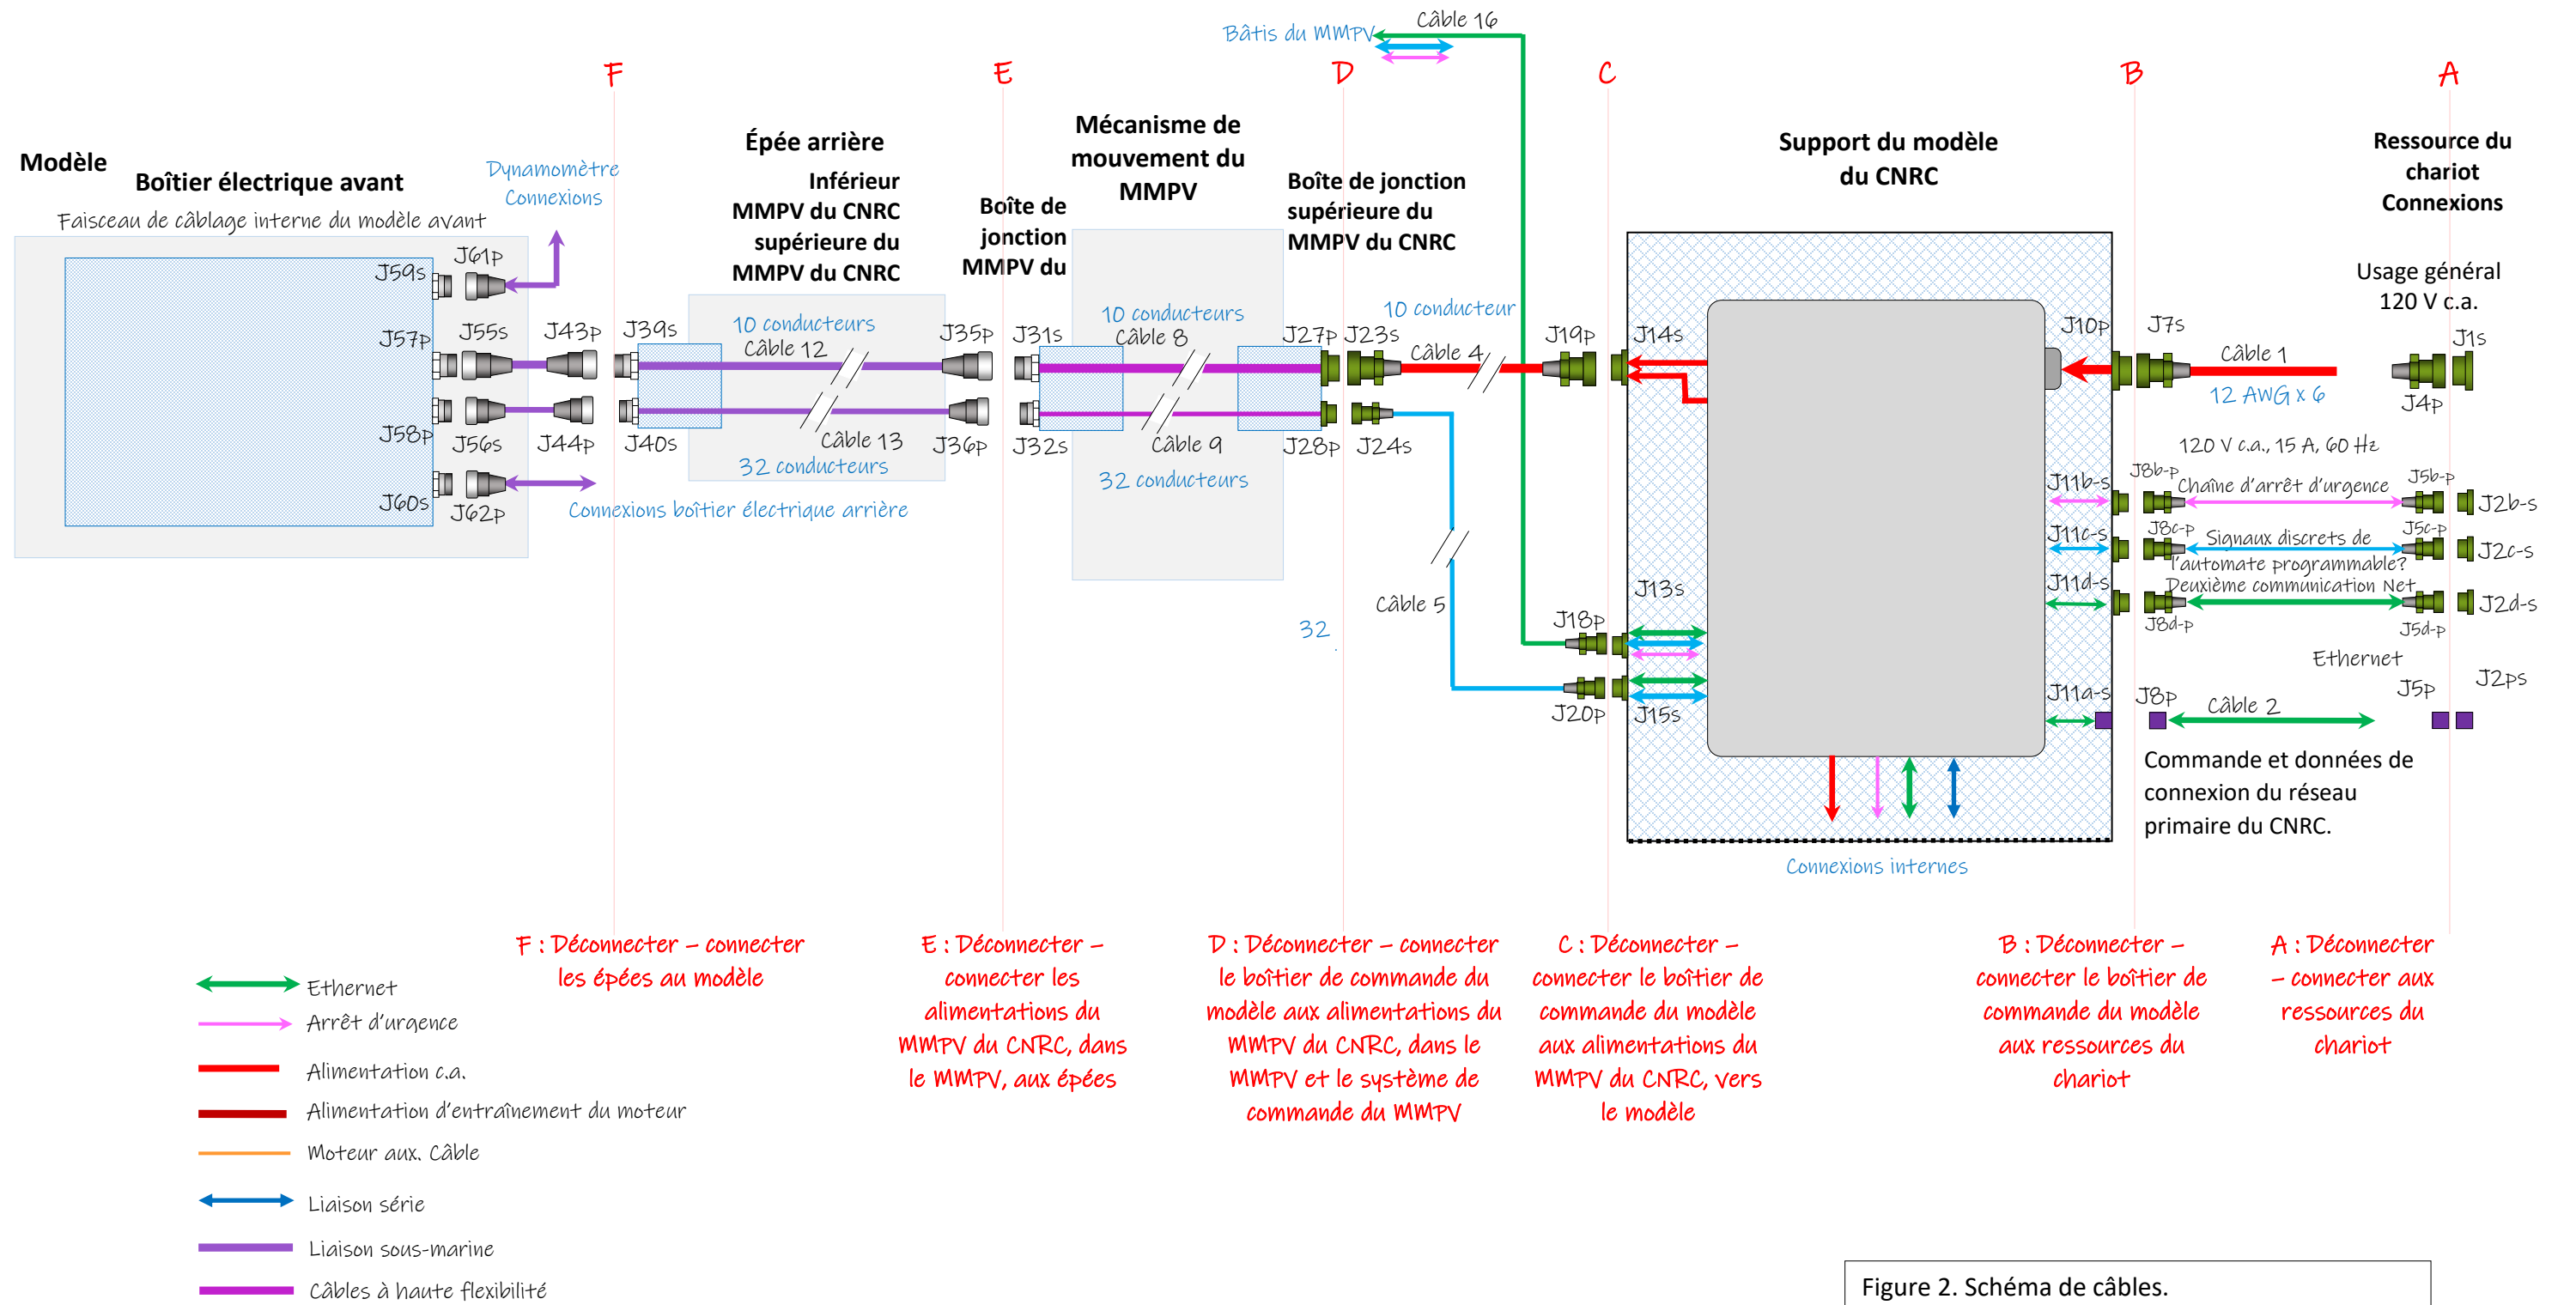 Câble 16
Bâtis du MMPV
F
E
D
C
B
A
Modèle
Boîtier électrique avant
Faisceau de câblage interne du modèle avant
Dynamomètre
Connexions
Épée arrière
Inférieur
MMPV du CNRC
supérieure du
MMPV du CNRC
Boîte de
jonction
MMPV du
Mécanisme de
mouvement du
MMPV
Boîte de jonction
supérieure du
MMPV du CNRC
Support du modèle
du CNRC
Ressource du
chariot
Connexions
Usage général
120 V c.a.
J59s
J61p
J57p
J55s
J43p
J39s
10 conducteurs
Câble 12
J35p
J31s
10 conducteurs
Câble 8
J27p
J23s
10 conducteur
Câble 4
J19p
J14s
J10p
J7s
Câble 1
12 AWG x 6
J1s
J4p
J58p
J56s
J44p
J40s
Câble 13
32 conducteurs
J36p
J32s
Câble 9
32 conducteurs
J28p
J24s
J60s
J62p
Connexions boîtier électrique arrière
120 V c.a., 15 A, 60 Hz
J11b-s
J8b-p
Chaîne d'arrêt d'urgence
J5b-p
J2b-s
J11c-s
J8c-p
Signaux discrets de
l'automate programmable?
J5c-p
J2c-s
J11d-s
Deuxième communication Net
J8d-p
J5d-p
J2d-s
Câble 5
32
.
J18p
J13s
J20p
J15s
Ethernet
J11a-s
J8p
Câble 2
J5p
J2ps
Commande et données de
connexion du réseau
primaire du CNRC.
Connexions internes
F : Déconnecter – connecter
les épées au modèle
E : Déconnecter –
connecter les
alimentations du
MMPV du CNRC, dans
le MMPV, aux épées
D : Déconnecter – connecter
le boîtier de commande du
modèle aux alimentations du
MMPV du CNRC, dans le
MMPV et le système de
commande du MMPV
C : Déconnecter –
connecter le boîtier de
commande du modèle
aux alimentations du
MMPV du CNRC, vers
le modèle
B : Déconnecter –
connecter le boîtier de
commande du modèle
aux ressources du
chariot
A : Déconnecter
– connecter aux
ressources du
chariot
Ethernet
Arrêt d'urgence
Alimentation c.a.
Alimentation d'entraînement du moteur
Moteur aux. Câble
Liaison série
Liaison sous-marine
Câbles à haute flexibilité
Figure 2. Schéma de câbles.